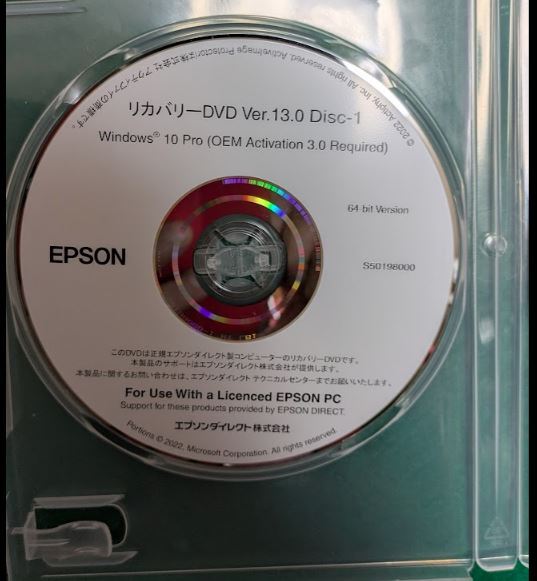 © 2022 Actiphy, Inc. All rights reserved. ActiveImage Protectorは株式会社 アクティファイの商標です。
リカバリーDVD Ver.13.0 Disc-1
Windows® 10 Pro (OEM Activation 3.0 Required)
64-bit Version
EPSON
S50198000
このDVDは正規エプソンダイレクト製コンピューターのリカバリーDVDです。
本製品のサポートはエプソンダイレクト株式会社が提供します。
本製品に関するお問い合わせは、エプソンダイレクト テクニカルセンターまでお願いいたします。
For Use With a Licenced EPSON PC
Support for these products provided by EPSON DIRECT.
エプソンダイレクト株式会社
Portions © 2022, Microsoft Corporation. All rights reserved.